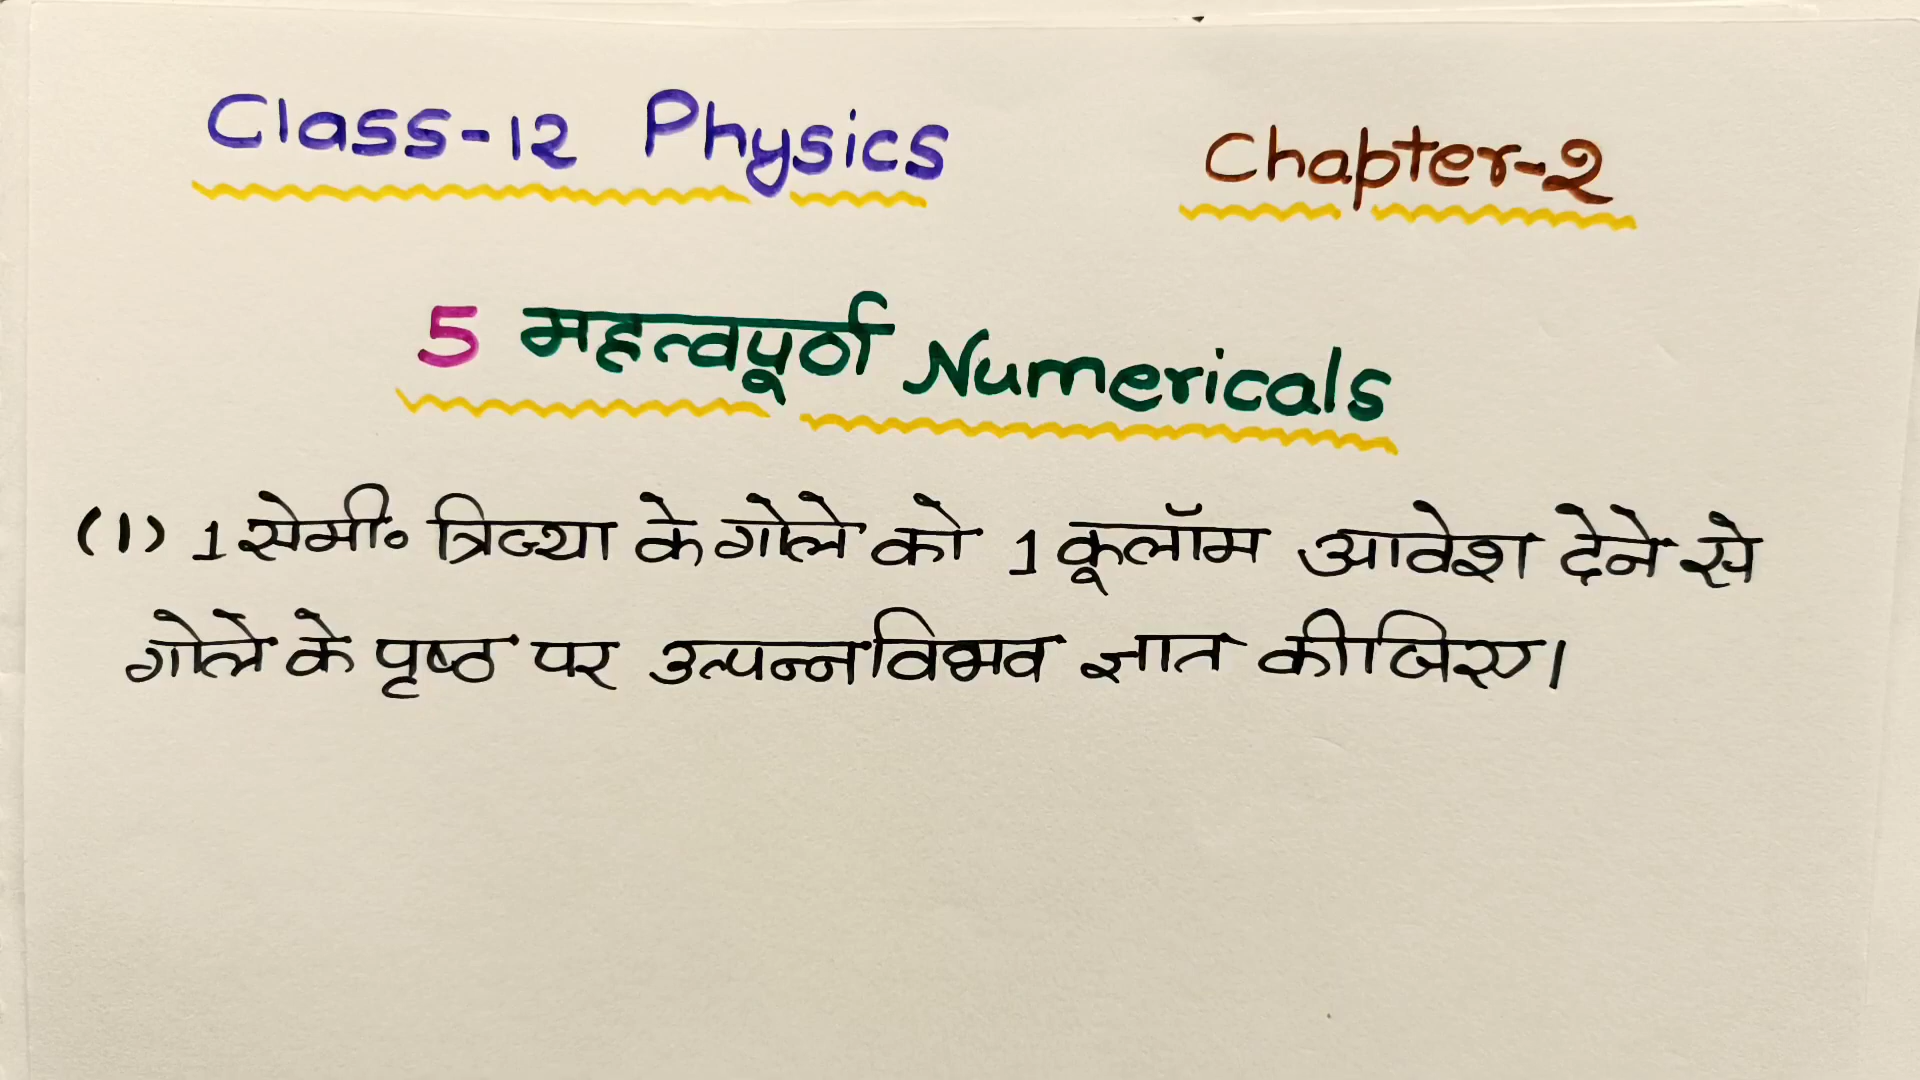 Class-12 Physics Chapter-2
5 महत्वपूर्ण Numericals
(1) 1 सेमी० त्रिज्या के गोले को 1 कूलॉम आवेश देने से
गोले के पृष्ठ पर उत्पन्न विभव ज्ञात कीजिए।